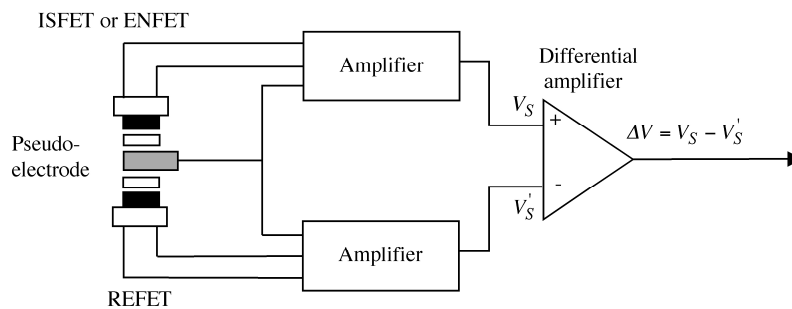 ISFET or ENFET
Amplifier
Differential
amplifier
V_S
+
ΔV = V_S – V_S'
Pseudo-
electrode
-
V_S'
Amplifier
REFET